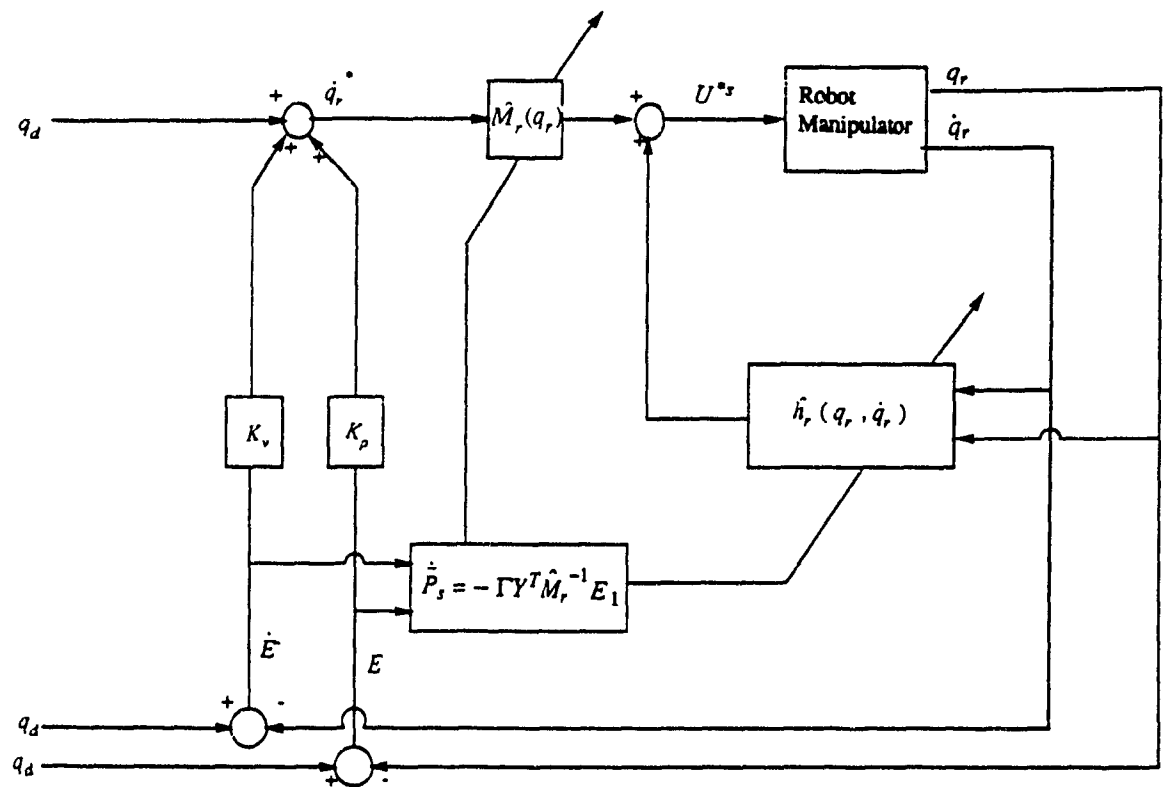 q_r
+ q̇_r* + U*s Robot
q_d M̂_r(q_r) Manipulator
+ + + q̇_r
K_v K_p ĥ_r (q_r, q̇_r)
P̄̇_s = - Γ Y^T M̂_r^-1 E_1
Ė E
+ -
q_d
q_d
+ -